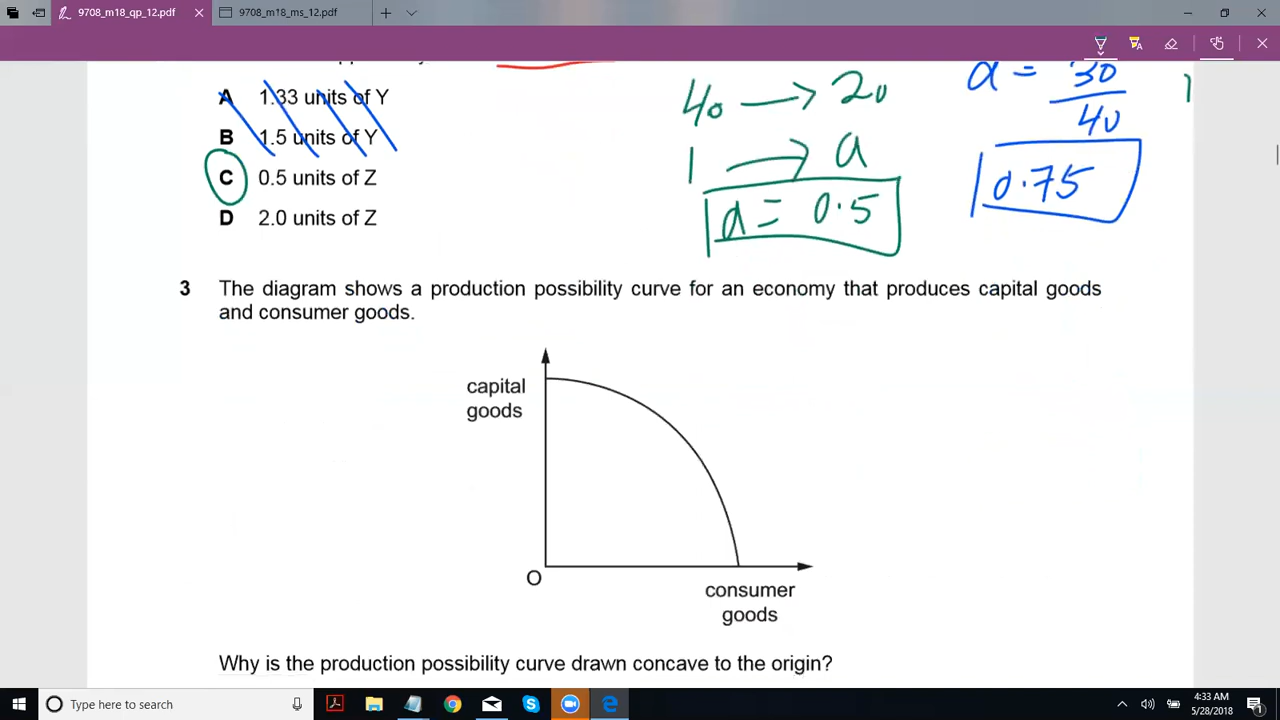 9708_m18_qp_12.pdf
9708_m18_ms_12.pdf
A 1.33 units of Y
B 1.5 units of Y
C 0.5 units of Z
D 2.0 units of Z
40 → 20
1 → a
a = 0.5
a = 30
40
0.75
3 The diagram shows a production possibility curve for an economy that produces capital goods
and consumer goods.
capital
goods
O
consumer
goods
Why is the production possibility curve drawn concave to the origin?
Type here to search
4:33 AM
5/28/2018